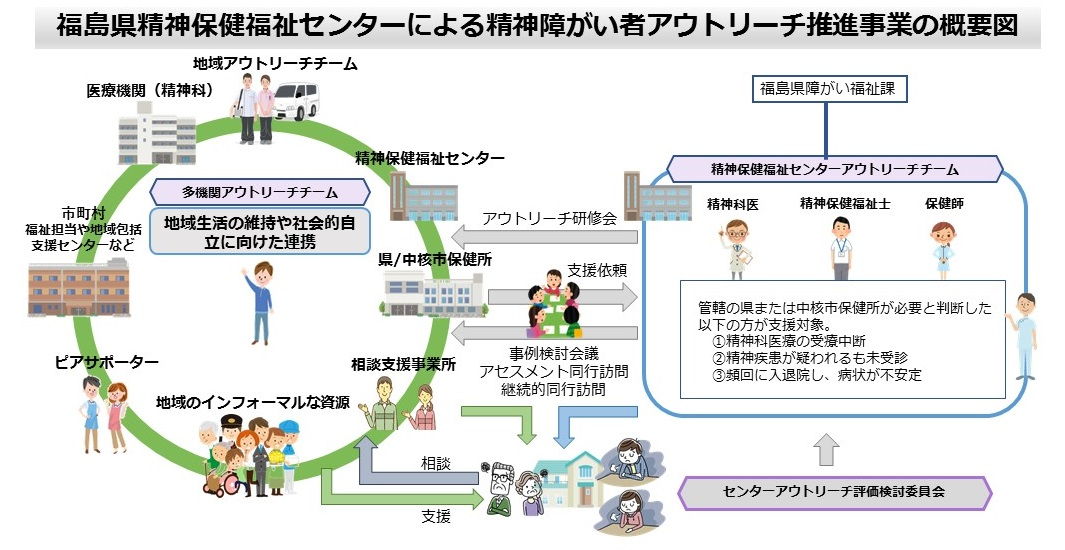 福島県精神保健福祉センターによる精神障がい者アウトリーチ推進事業の概要図
地域アウトリーチチーム
医療機関（精神科）
精神保健福祉センター
多機関アウトリーチチーム
地域生活の維持や社会的自
立に向けた連携
市町村
福祉担当や地域包括
支援センターなど
県/中核市保健所
ピアサポーター
相談支援事業所
地域のインフォーマルな資源
アウトリーチ研修会
支援依頼
事例検討会議
アセスメント同行訪問
継続的同行訪問
相談
支援
福島県障がい福祉課
精神保健福祉センターアウトリーチチーム
精神科医
精神保健福祉士
保健師
管轄の県または中核市保健所が必要と判断した
以下の方が支援対象。
①精神科医療の受療中断
②精神疾患が疑われるも未受診
③頻回に入退院し、病状が不安定
センターアウトリーチ評価検討委員会